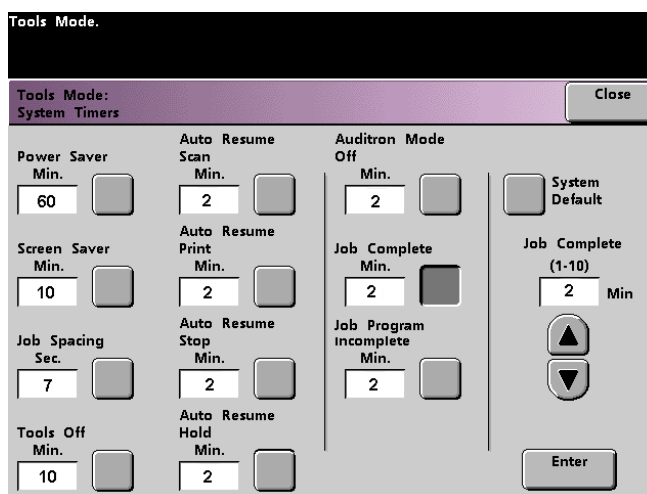 Tools Mode.
Tools Mode:
System Timers
Close
Power Saver
Min.
60
Screen Saver
Min.
10
Job Spacing
Sec.
7
Tools Off
Min.
10
Auto Resume
Scan
Min.
2
Auto Resume
Print
Min.
2
Auto Resume
Stop
Min.
2
Auto Resume
Hold
Min.
2
Auditron Mode
Off
Min.
2
Job Complete
Min.
2
Job Program
Incomplete
Min.
2
System
Default
Job Complete
(1-10)
2 Min
Enter